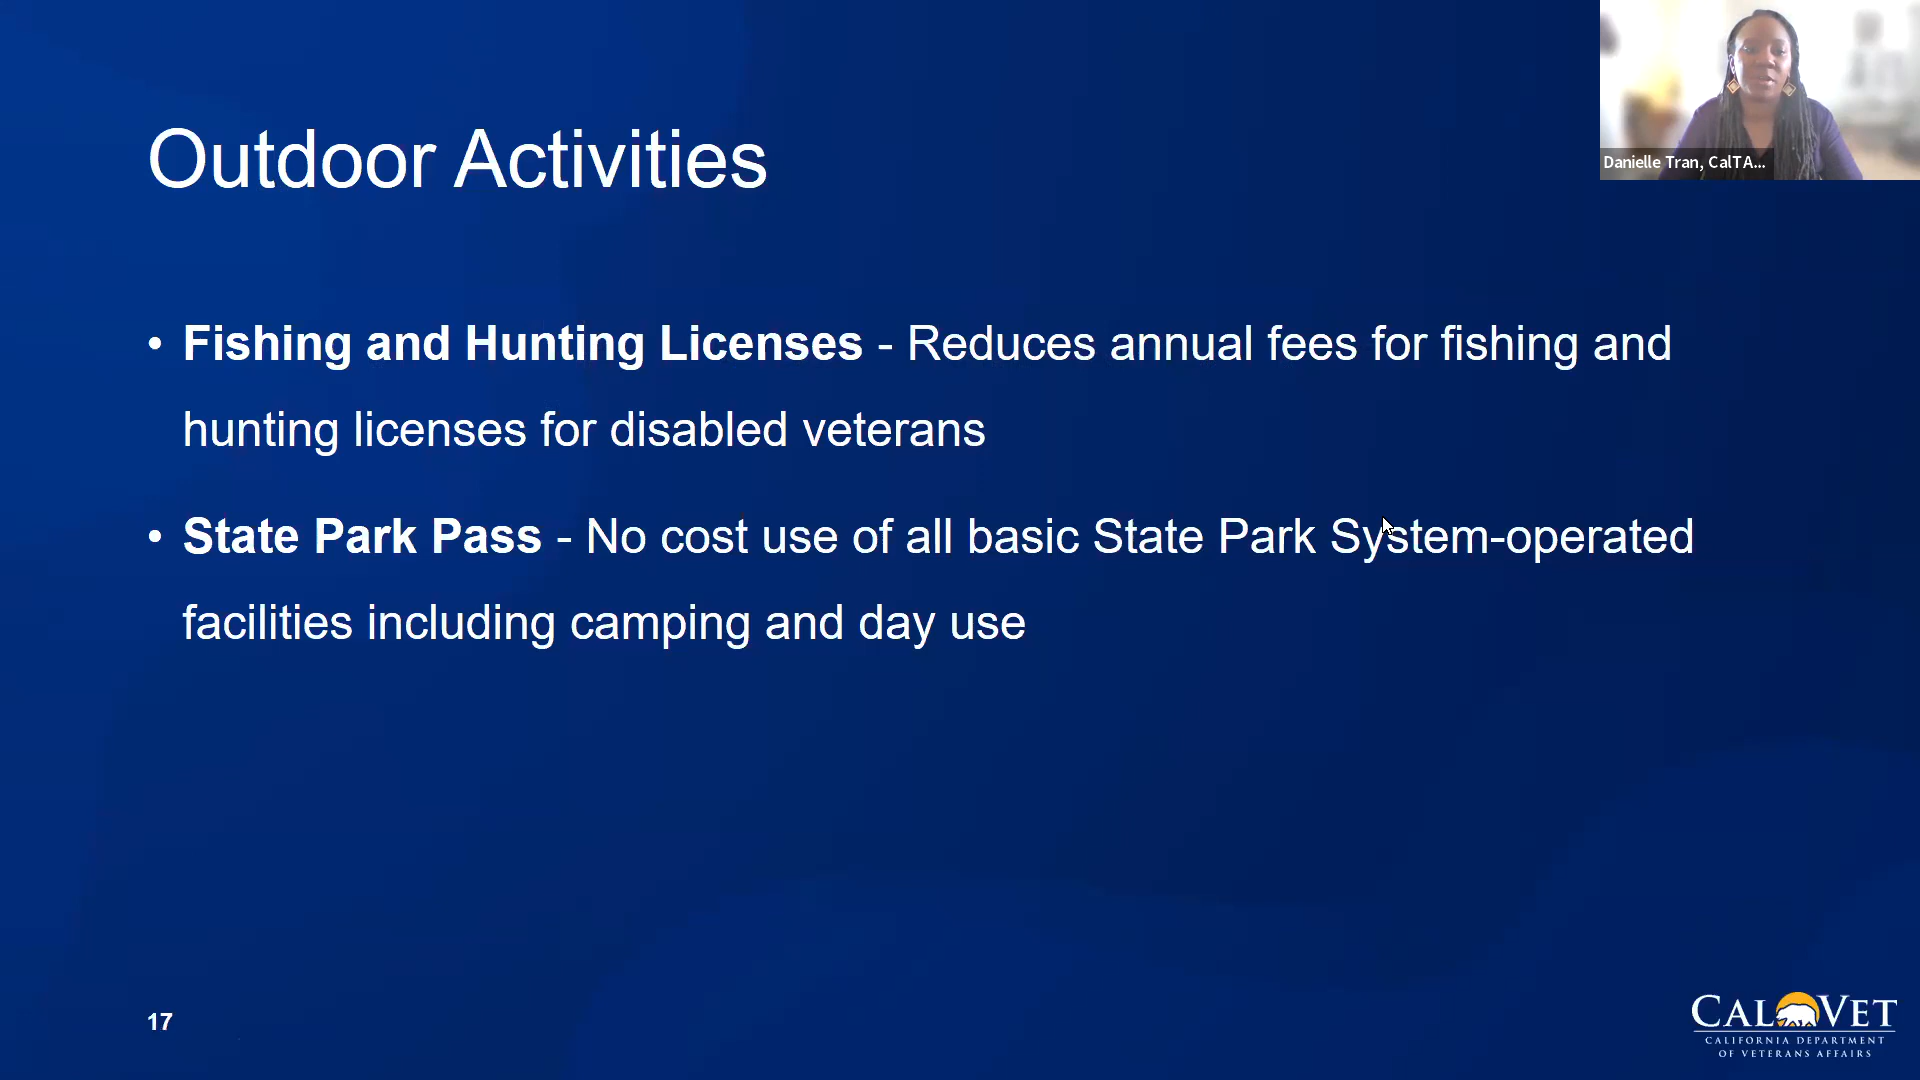 Danielle Tran, CalTA...
Outdoor Activities
• Fishing and Hunting Licenses - Reduces annual fees for fishing and
hunting licenses for disabled veterans
• State Park Pass - No cost use of all basic State Park System-operated
facilities including camping and day use
17
CALVET
CALIFORNIA DEPARTMENT
OF VETERANS AFFAIRS